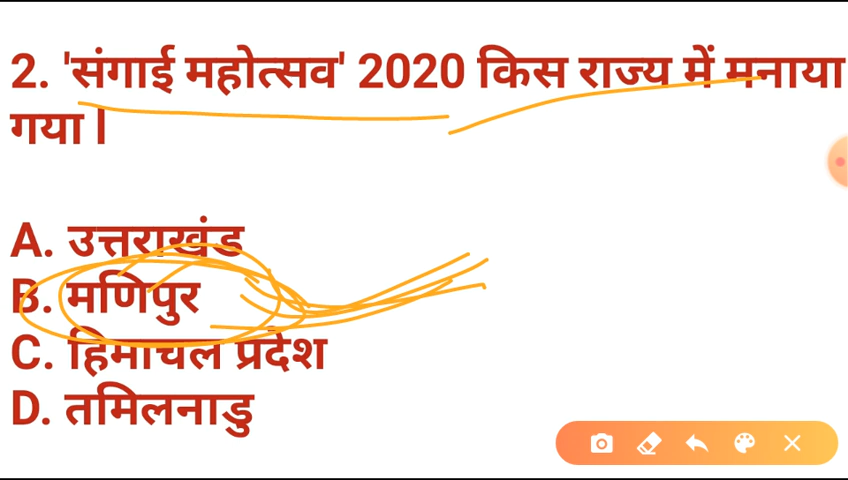 2. 'संगाई महोत्सव' 2020 किस राज्य में मनाया
गया |
A. उत्तराखंड
B. मणिपुर
C. हिमाचल प्रदेश
D. तमिलनाडु